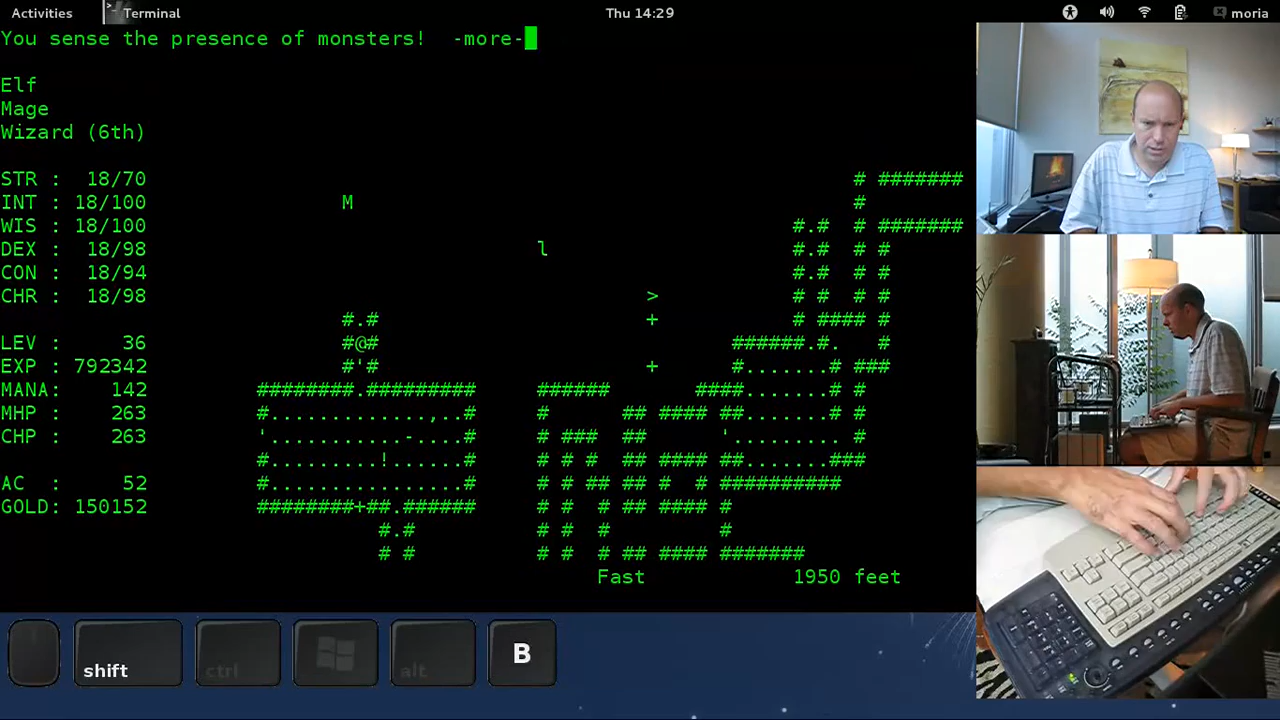 Activities Terminal Thu 14:29 moria
You sense the presence of monsters!  -more-
Elf
Mage
Wizard (6th)
STR :  18/70 # #######
INT : 18/100 M #
WIS : 18/100 #.# # #######
DEX :  18/98 l #.# # #
CON :  18/94 #.# # #
CHR :  18/98 > # # # #
#.# + # #### #
LEV :     36 #@# ######.#. #
EXP : 792342 #'# + #.......# ###
MANA:    142 ########.######### ###### ####.......# #
MHP :    263 #.............,..# # ## #### ##.......# #
CHP :    263 '...........-....# # ### ## '......... #
#.........!......# # # # ## #### ##.......###
AC  :     52 #................# # # ## ## # # ##########
GOLD: 150152 ########+##.###### # # # ## #### #
#.# # # # #
# # # # # ## #### #######
Fast 1950 feet
shift ctrl alt B